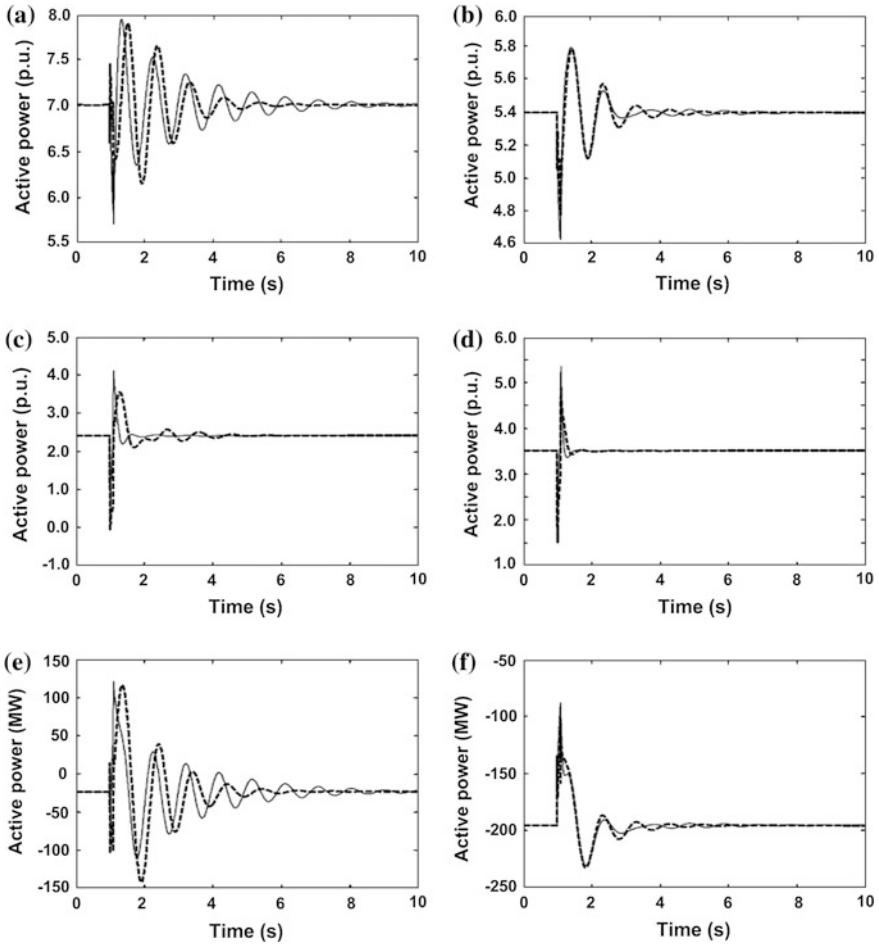 (a)
8.0
7.5
7.0
6.5
6.0
5.5
Active power (p.u.)
0 2 4 6 8 10
Time (s)
(b)
6.0
5.8
5.6
5.4
5.2
5.0
4.8
4.6
Active power (p.u.)
0 2 4 6 8 10
Time (s)
(c)
5.0
4.0
3.0
2.0
1.0
0.0
-1.0
Active power (p.u.)
0 2 4 6 8 10
Time (s)
(d)
6.0
5.0
4.0
3.0
2.0
1.0
Active power (p.u.)
0 2 4 6 8 10
Time (s)
(e)
150
100
50
0
-50
-100
-150
Active power (MW)
0 2 4 6 8 10
Time (s)
(f)
-50
-100
-150
-200
-250
Active power (MW)
0 2 4 6 8 10
Time (s)